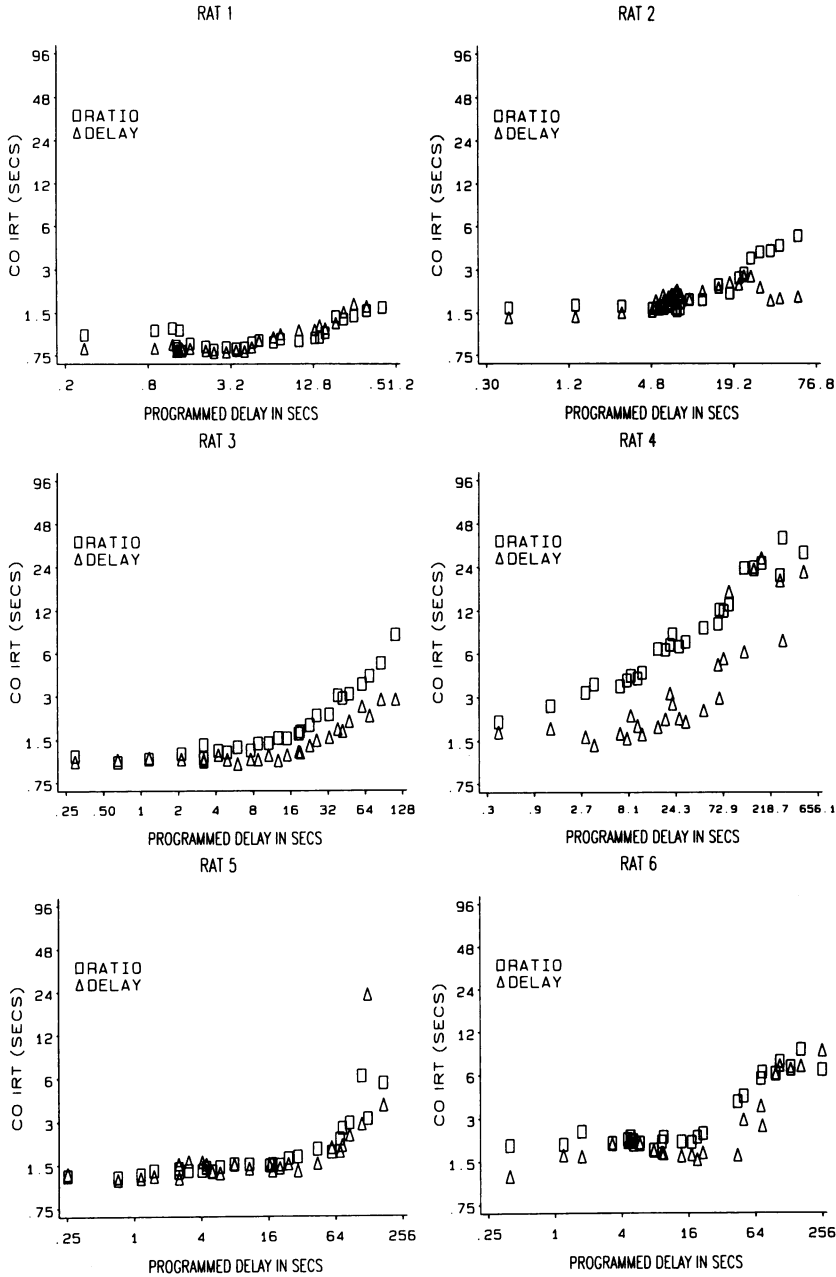 RAT 1
96
48
24
12
6
3
1.5
.75
CO IRT (SECS)
RATIO
DELAY
.2 .8 3.2 12.8 .51.2
PROGRAMMED DELAY IN SECS
RAT 2
96
48
24
12
6
3
1.5
.75
CO IRT (SECS)
RATIO
DELAY
.30 1.2 4.8 19.2 76.8
PROGRAMMED DELAY IN SECS
RAT 3
96
48
24
12
6
3
1.5
.75
CO IRT (SECS)
RATIO
DELAY
.25 .50 1 2 4 8 16 32 64 128
PROGRAMMED DELAY IN SECS
RAT 4
96
48
24
12
6
3
1.5
.75
CO IRT (SECS)
RATIO
DELAY
.3 .9 2.7 8.1 24.3 72.9 218.7 656.1
PROGRAMMED DELAY IN SECS
RAT 5
96
48
24
12
6
3
1.5
.75
CO IRT (SECS)
RATIO
DELAY
.25 1 4 16 64 256
PROGRAMMED DELAY IN SECS
RAT 6
96
48
24
12
6
3
1.5
.75
CO IRT (SECS)
RATIO
DELAY
.25 1 4 16 64 256
PROGRAMMED DELAY IN SECS